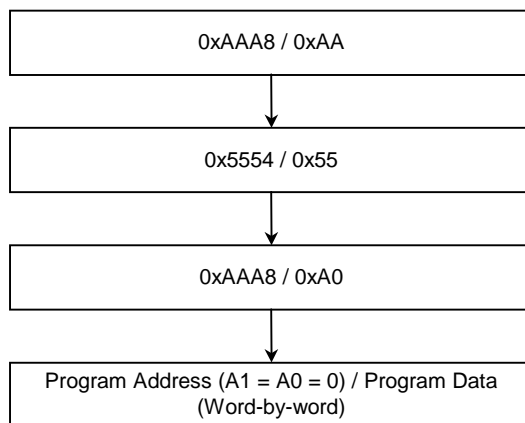 0xAAA8 / 0xAA
0x5554 / 0x55
0xAAA8 / 0xA0
Program Address (A1 = A0 = 0) / Program Data
(Word-by-word)